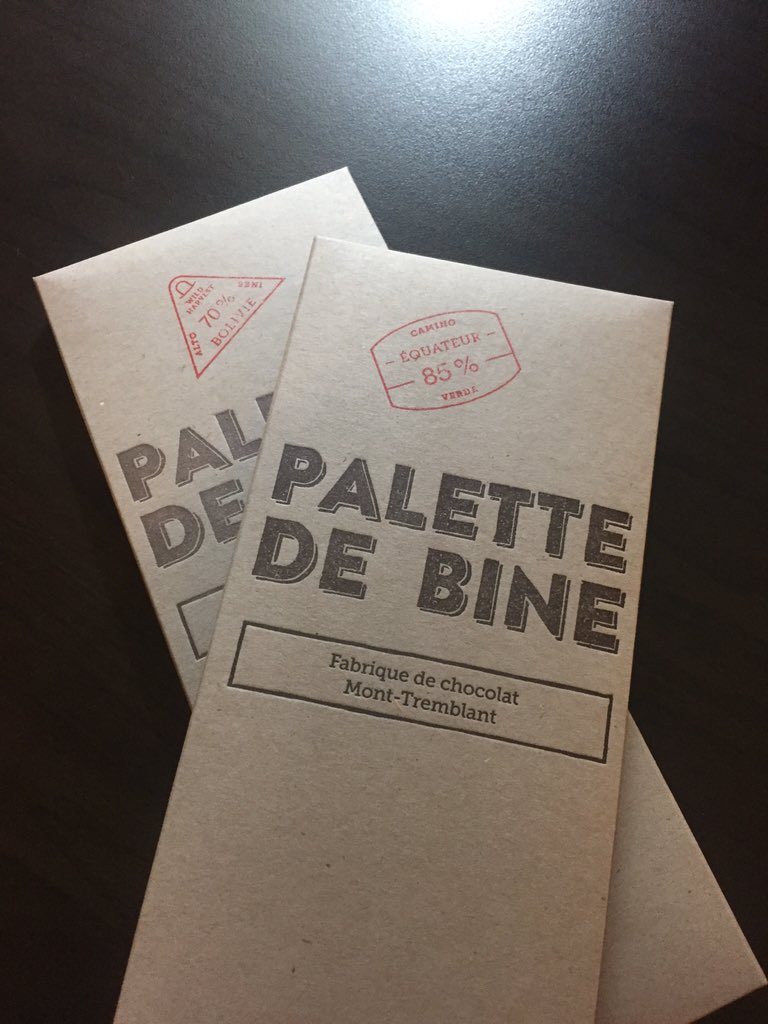 WILD
HARVEST
BENI
70%
ALTO
BOLIVIE
PAL
DE
CAMINO
ÉQUATEUR
85%
VERDE
PALETTE
DE BINE
Fabrique de chocolat
Mont-Tremblant